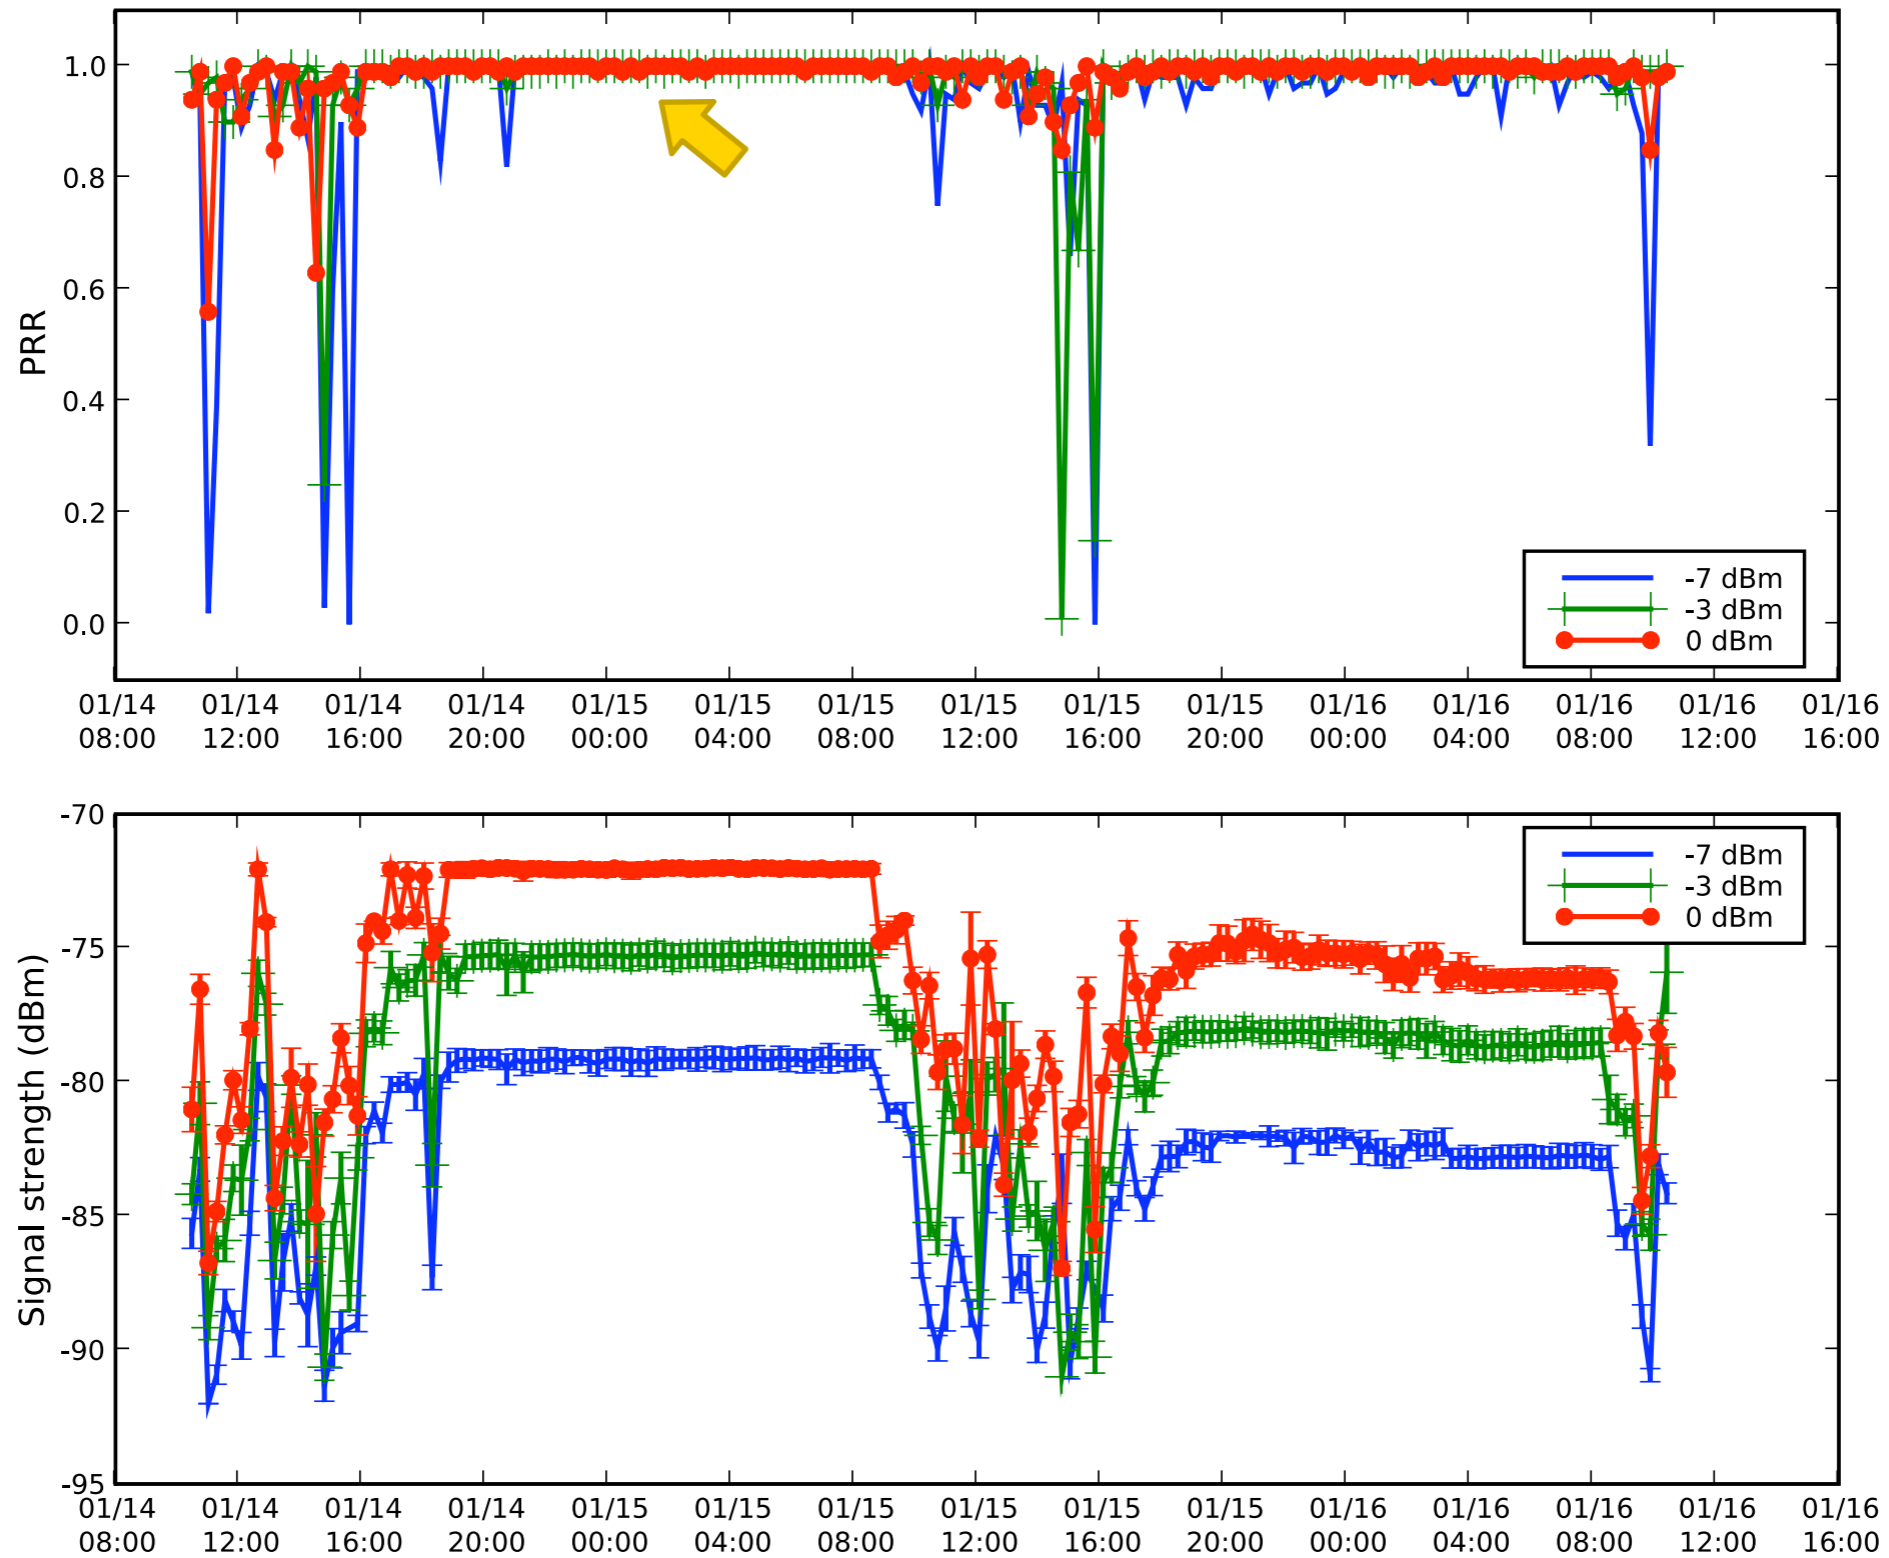 1.0
0.8
0.6
0.4
0.2
0.0
PRR
-7 dBm
-3 dBm
0 dBm
01/14 01/14 01/14 01/14 01/15 01/15 01/15 01/15 01/15 01/15 01/16 01/16 01/16 01/16 01/16
08:00 12:00 16:00 20:00 00:00 04:00 08:00 12:00 16:00 20:00 00:00 04:00 08:00 12:00 16:00
-70
-75
-80
-85
-90
-95
Signal strength (dBm)
-7 dBm
-3 dBm
0 dBm
01/14 01/14 01/14 01/14 01/15 01/15 01/15 01/15 01/15 01/15 01/16 01/16 01/16 01/16 01/16
08:00 12:00 16:00 20:00 00:00 04:00 08:00 12:00 16:00 20:00 00:00 04:00 08:00 12:00 16:00